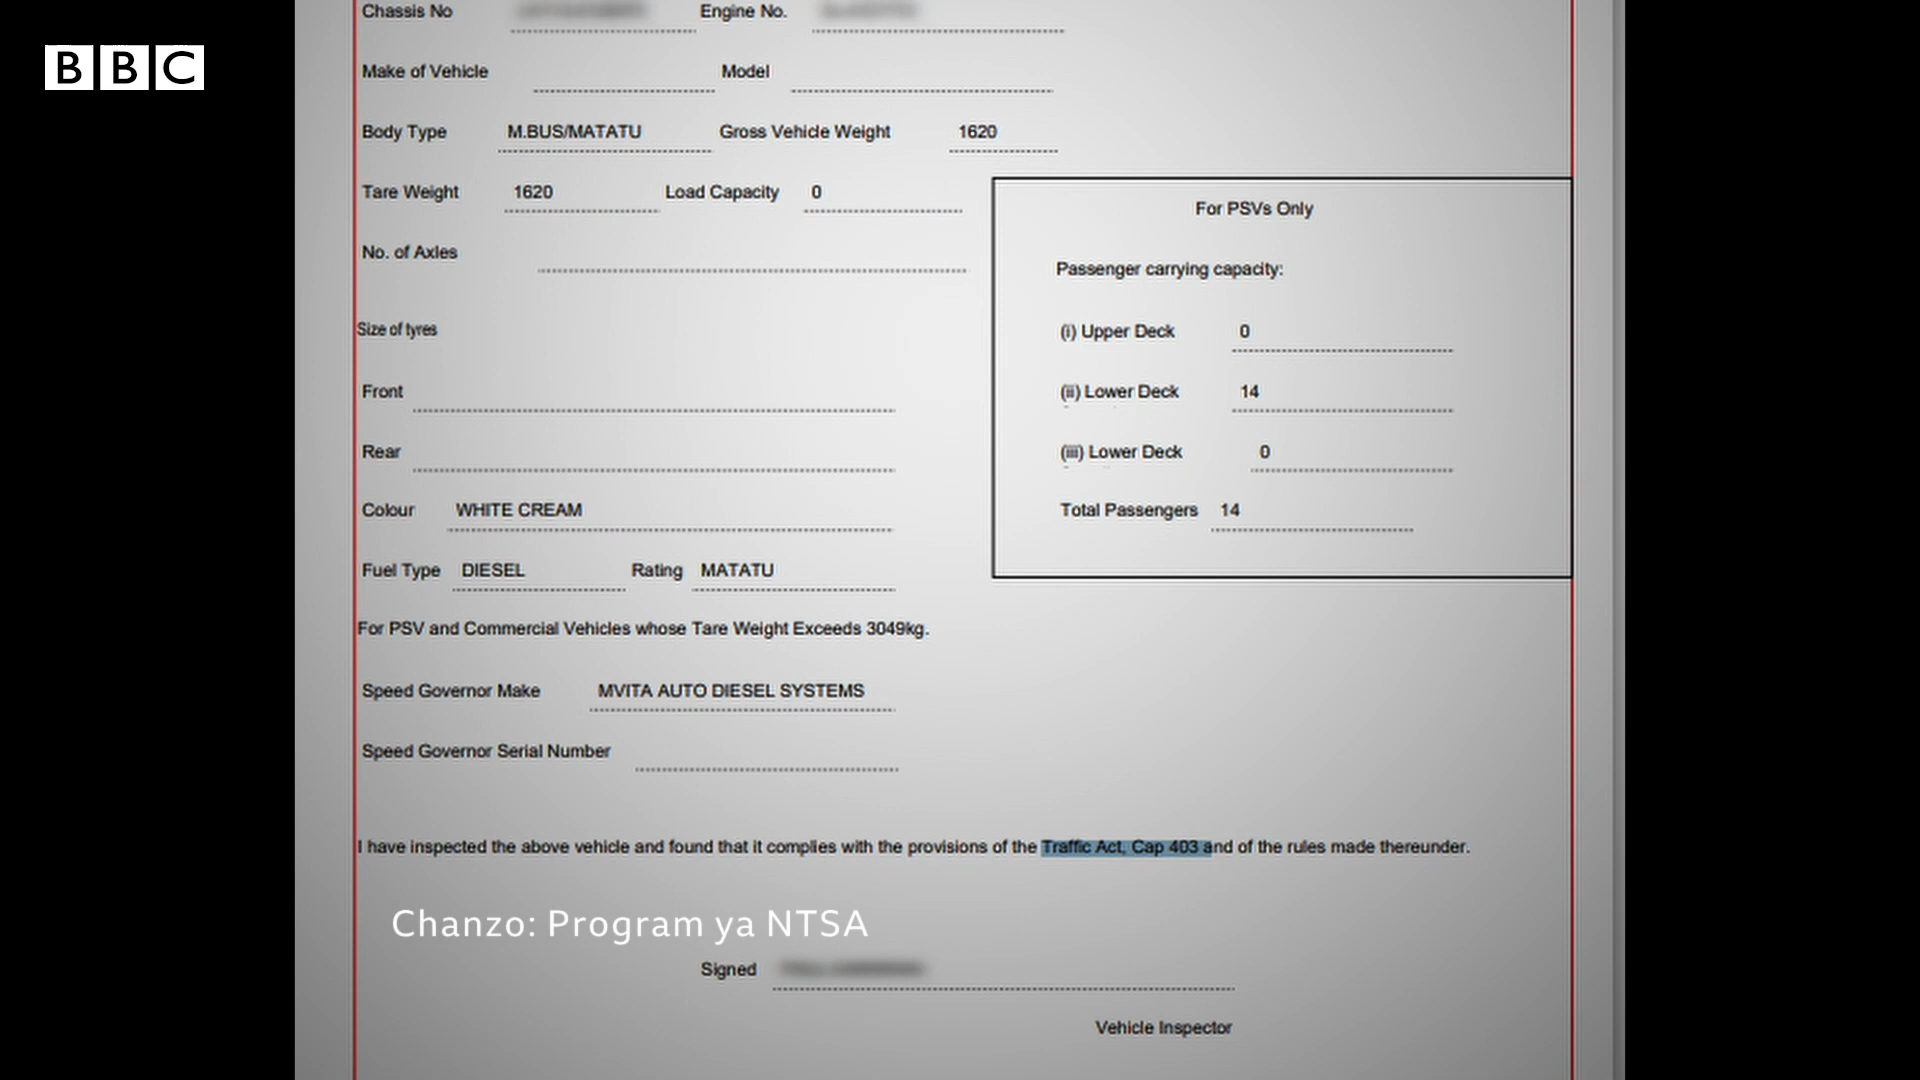 BBC
Chassis No Engine No.
Make of Vehicle Model
Body Type M.BUS/MATATU Gross Vehicle Weight 1620
Tare Weight 1620 Load Capacity 0
For PSVs Only
No. of Axles
Passenger carrying capacity:
Size of tyres
(i) Upper Deck 0
Front
(ii) Lower Deck 14
Rear
(iii) Lower Deck 0
Colour WHITE CREAM
Total Passengers 14
Fuel Type DIESEL Rating MATATU
For PSV and Commercial Vehicles whose Tare Weight Exceeds 3049kg.
Speed Governor Make MVITA AUTO DIESEL SYSTEMS
Speed Governor Serial Number
I have inspected the above vehicle and found that it complies with the provisions of the Traffic Act, Cap 403 and of the rules made thereunder.
Chanzo: Program ya NTSA
Signed
Vehicle Inspector